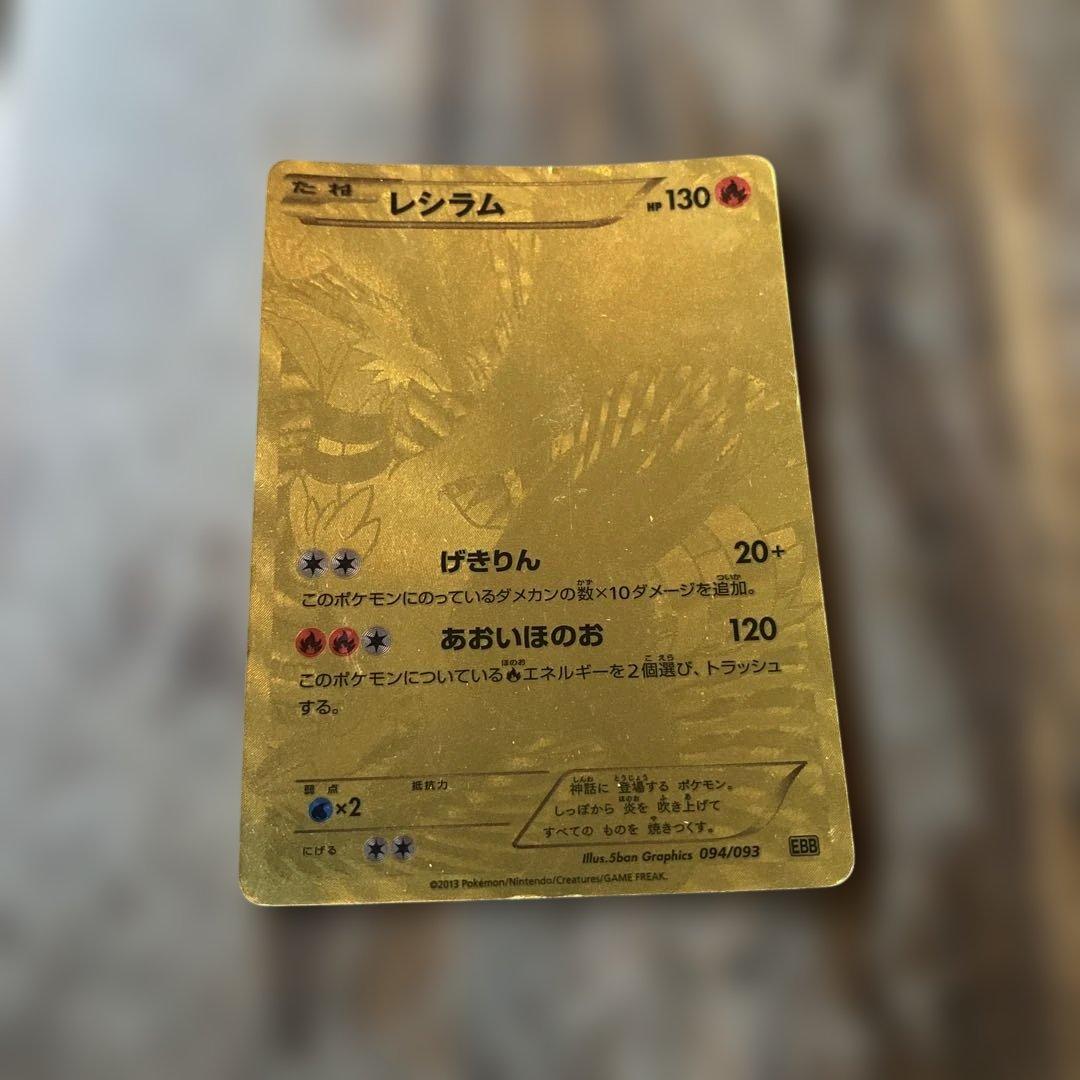 たね レシラム HP 130
げきりん 20+
このポケモンにのっているダメカンの数×10ダメージを追加。
あおいほのお 120
このポケモンについているエネルギーを2個選び、トラッシュ
する。
弱点 抵抗力
×2
にげる
神話に 登場する ポケモン。
しっぽから 炎を 吹き上げて
すべての ものを 焼きつくす。
Illus.5ban Graphics 094/093 EBB
©2013 Pokémon/Nintendo/Creatures/GAME FREAK.